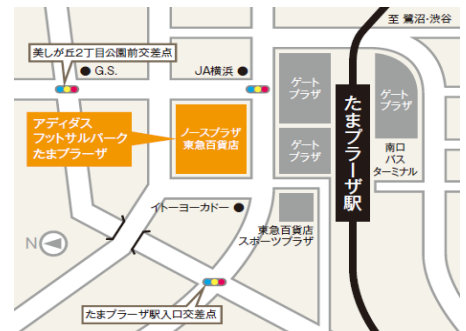 至 鷺沼・渋谷
美しが丘2丁目公園前交差点
G.S.
JA横浜
ゲート
プラザ
ゲート
プラザ
アディダス
フットサルパーク
たまプラーザ
ノースプラザ
東急百貨店
ゲート
プラザ
たまプラーザ駅
南口
バス
ターミナル
イトーヨーカドー
東急百貨店
スポーツプラザ
N
たまプラーザ駅入口交差点